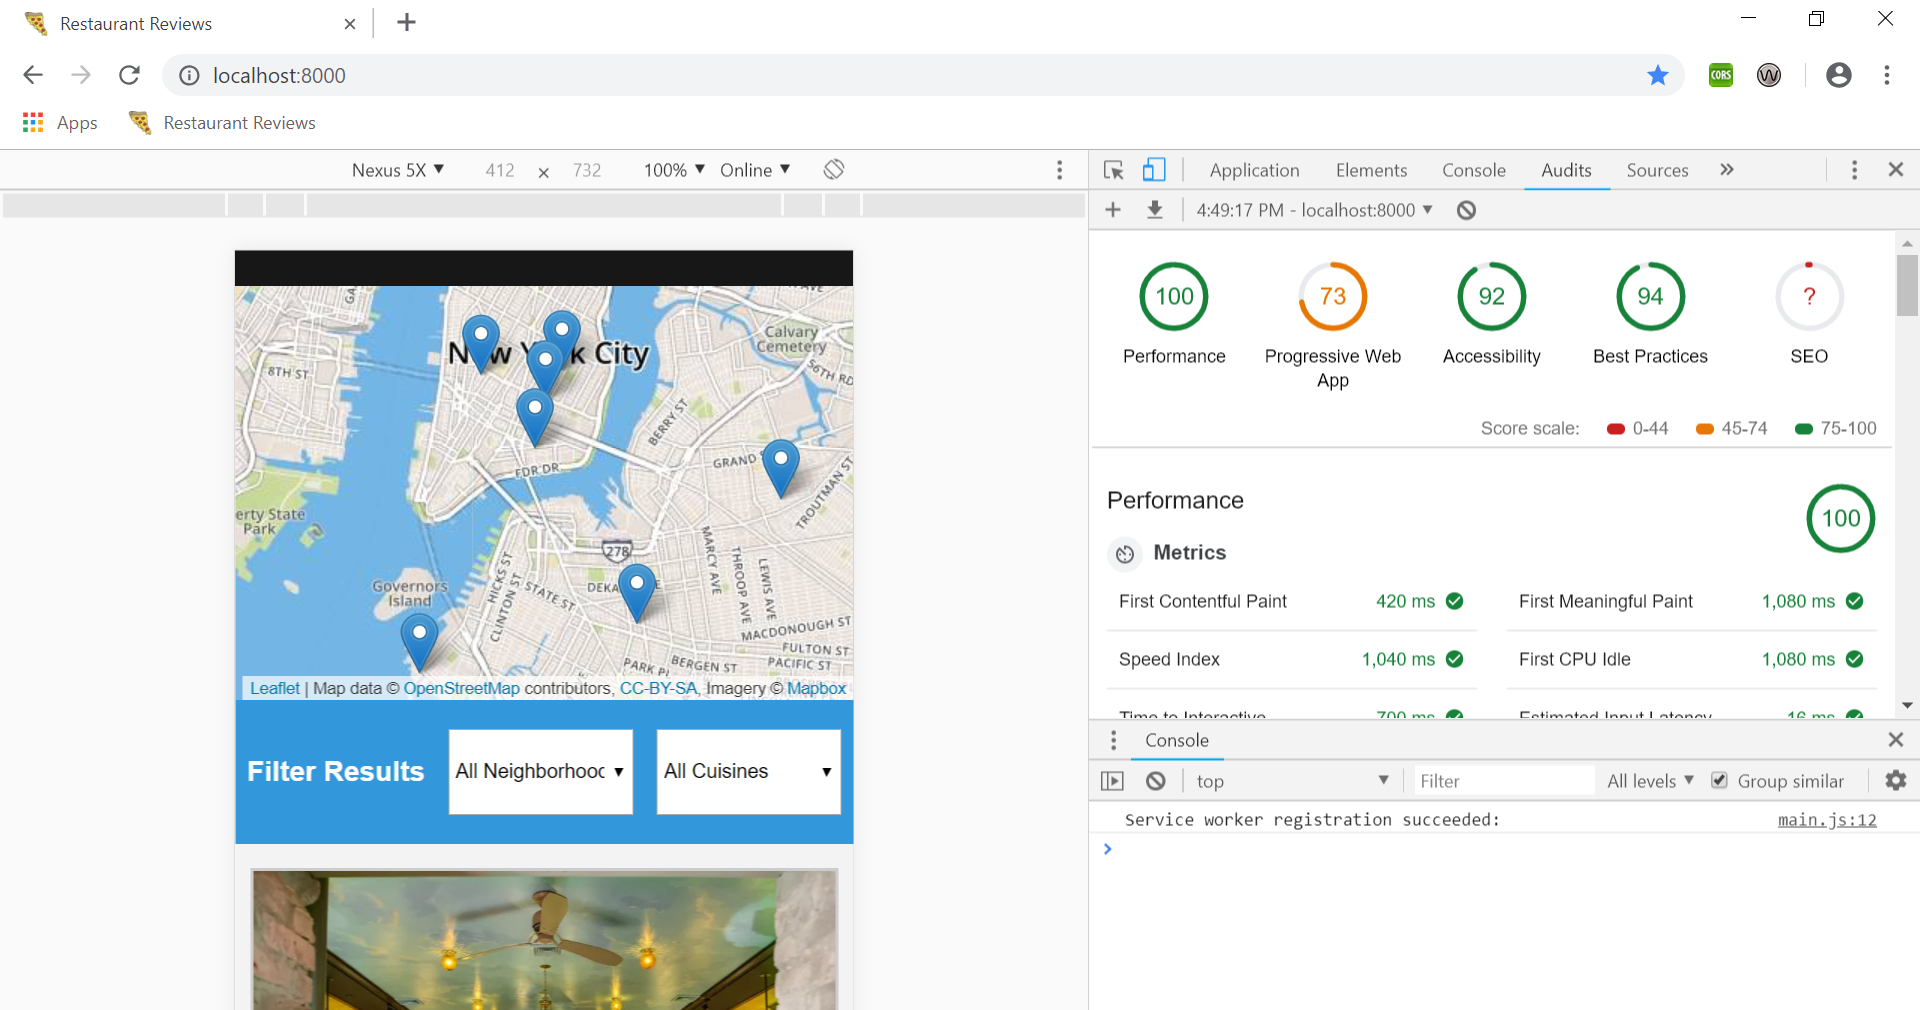 Restaurant Reviews
localhost:8000
CORS
W
Apps
Restaurant Reviews
Nexus 5X ▼ 412 × 732 100% ▼ Online ▼
Application Elements Console Audits Sources »
4:49:17 PM - localhost:8000 ▼
100 73 92 94 ?
Performance Progressive Web App Accessibility Best Practices SEO
Score scale: 0-44 45-74 75-100
Performance 100
Metrics
First Contentful Paint 420 ms
First Meaningful Paint 1,080 ms
Speed Index 1,040 ms
First CPU Idle 1,080 ms
Time to Interactive 700 ms
Estimated Input Latency 16 ms
Console
top ▼ Filter All levels ▼ Group similar
Service worker registration succeeded: main.js:12
Calvary
Cemetery
56TH RD
8TH ST
BERRY ST
GRAND
TROUTMAN ST
FDR DR
erty State
Park
278
MARCY AVE
THROOP AVE
LEWIS AVE
HICKS ST
CLINTON ST
STATE ST
Governors
Island
MACDONOUGH ST
FULTON ST
PACIFIC ST
BERGEN ST
PARK PL
Leaflet | Map data © OpenStreetMap contributors, CC-BY-SA, Imagery © Mapbox
Filter Results
All Neighborhood ▼
All Cuisines ▼